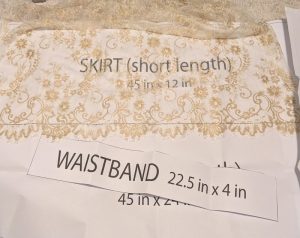 SKIRT (short length)
45 in x 12 in
WAISTBAND 22.5 in x 4 in
45 in x